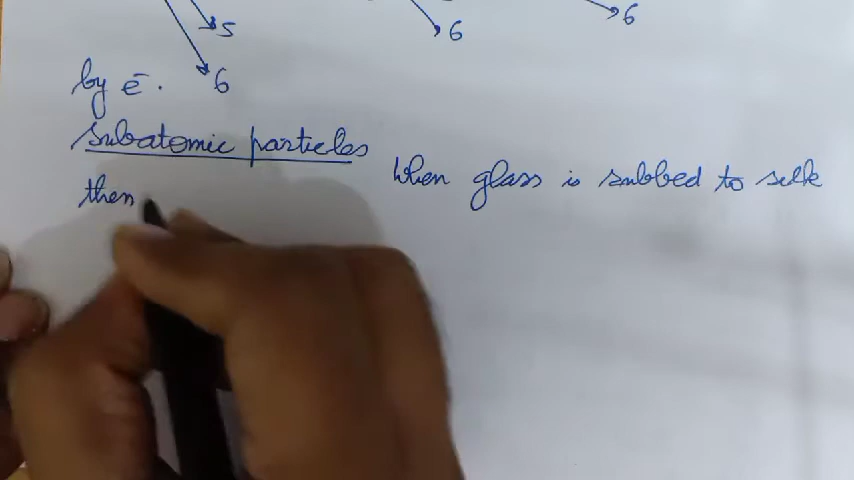 5
6
6
6
by e⁻.
subatomic particles When glass is rubbed to silk
then